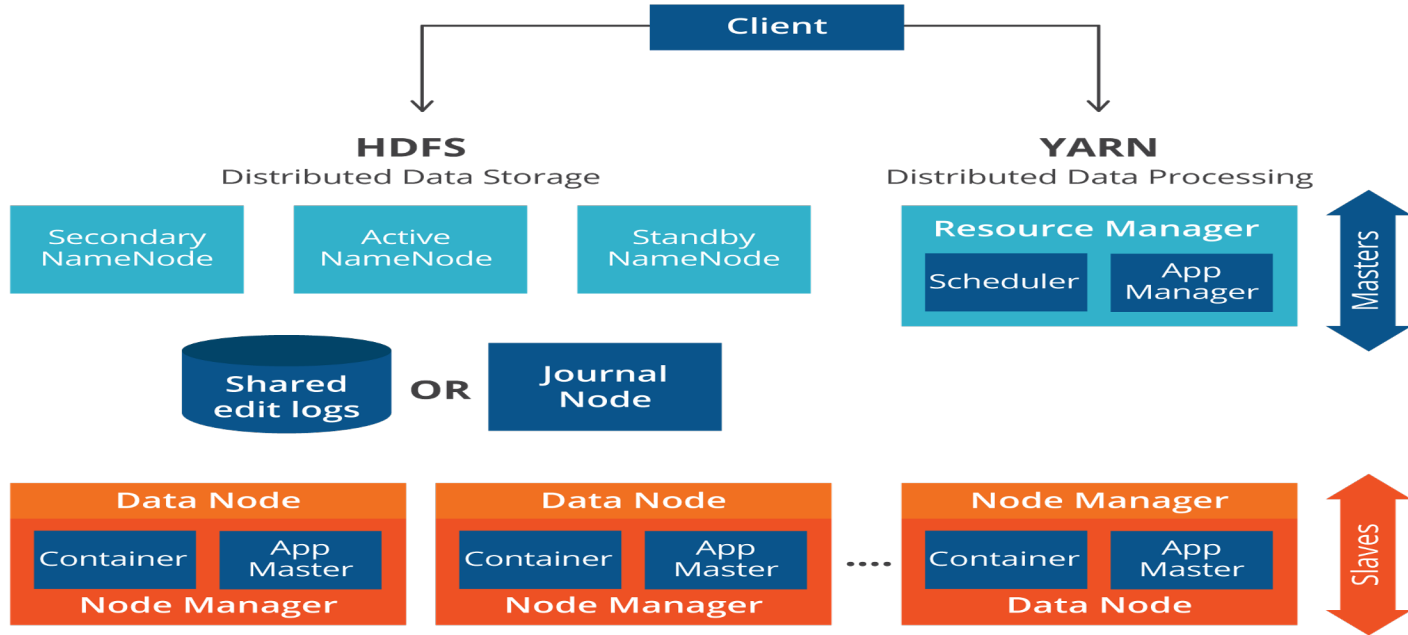 Client
HDFS
Distributed Data Storage
YARN
Distributed Data Processing
Secondary
NameNode
Active
NameNode
Standby
NameNode
Resource Manager
Scheduler
App
Manager
Masters
Shared
edit logs
OR
Journal
Node
Data Node
Container
App
Master
Node Manager
Data Node
Container
App
Master
Node Manager
....
Node Manager
Container
App
Master
Data Node
Slaves